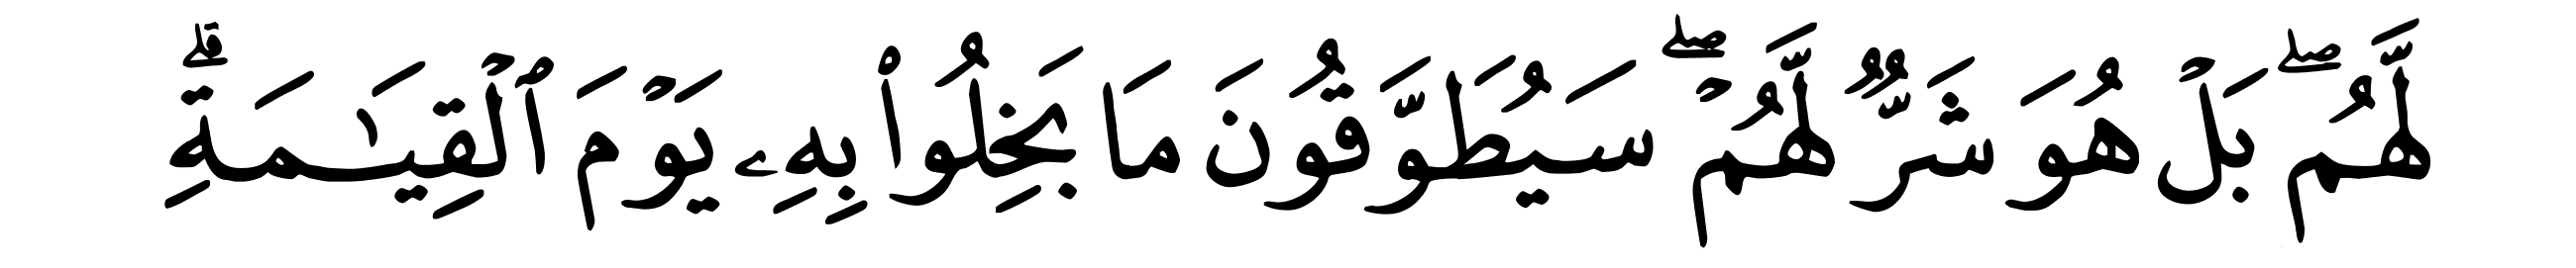 لَّهُمۖ بَلۡ هُوَ شَرّٞ لَّهُمۡۖ سَيُطَوَّقُونَ مَا بَخِلُواْ بِهِۦ يَوۡمَ ٱلۡقِيَٰمَةِۗ